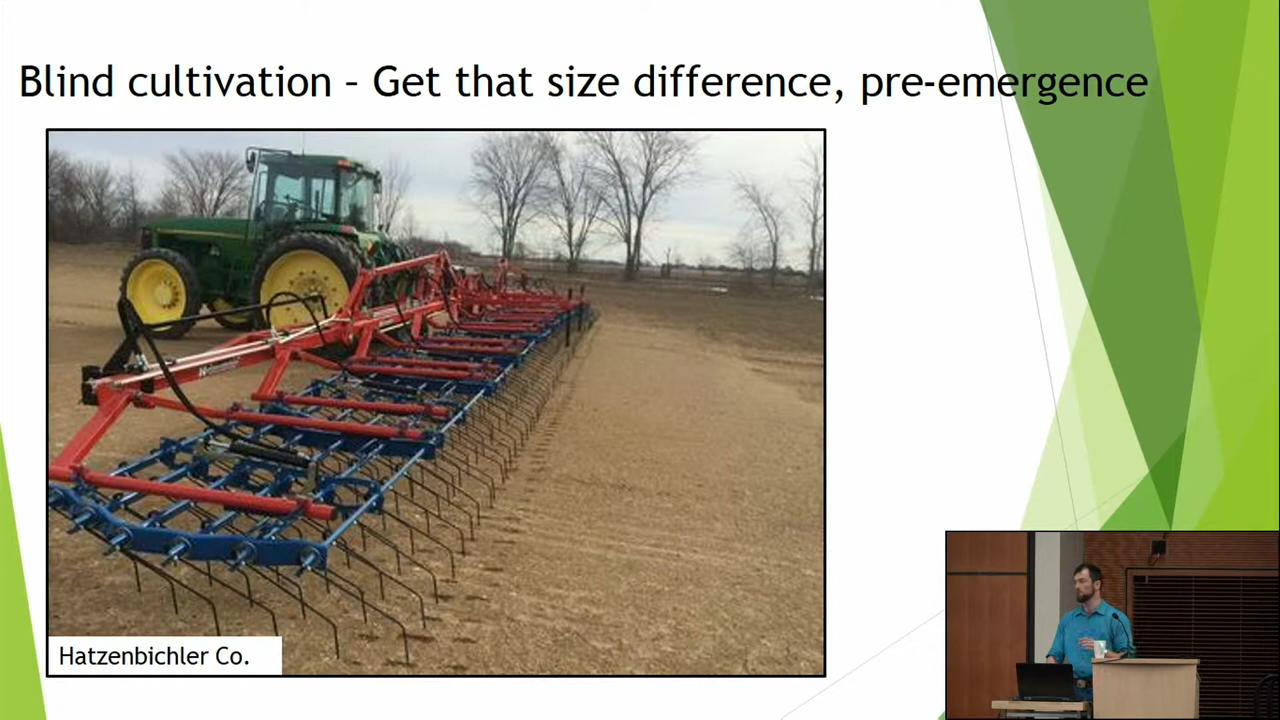 Blind cultivation – Get that size difference, pre-emergence
Hatzenbichler Co.